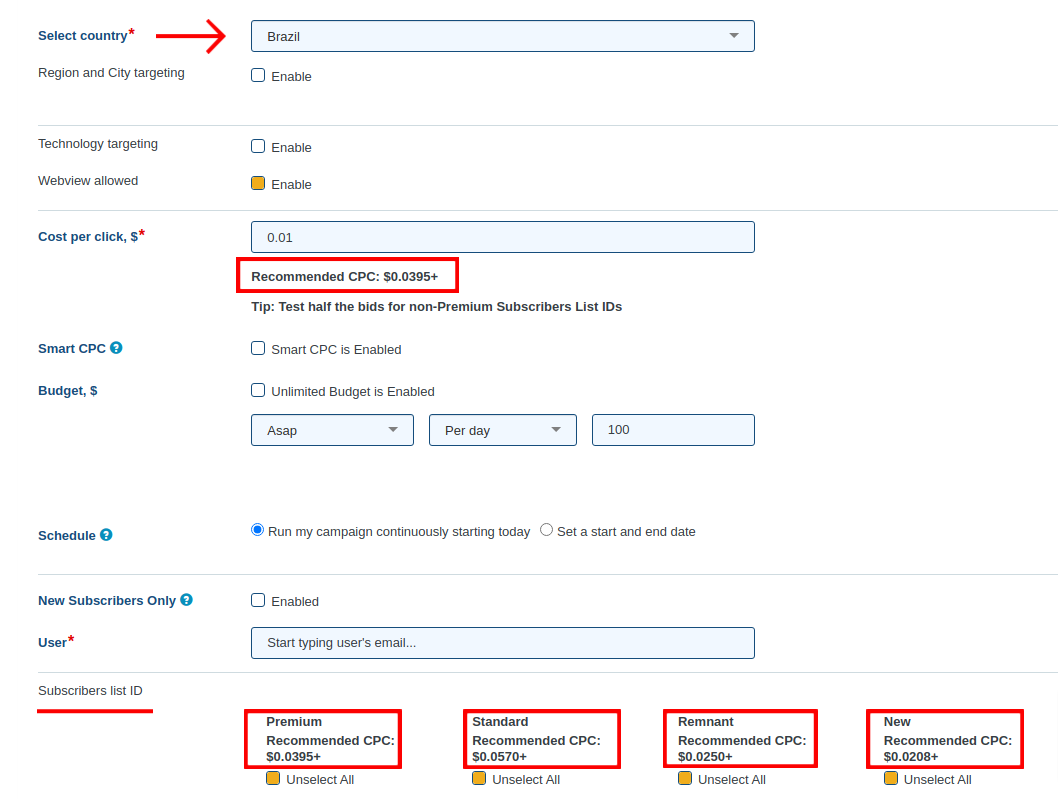 Select country*
Brazil
Region and City targeting
Enable
Technology targeting
Enable
Webview allowed
Enable
Cost per click, $*
0.01
Recommended CPC: $0.0395+
Tip: Test half the bids for non-Premium Subscribers List IDs
Smart CPC ?
Smart CPC is Enabled
Budget, $
Unlimited Budget is Enabled
Asap
Per day
100
Schedule ?
Run my campaign continuously starting today
Set a start and end date
New Subscribers Only ?
Enabled
User*
Start typing user's email...
Subscribers list ID
Premium
Recommended CPC:
$0.0395+
Unselect All
Standard
Recommended CPC:
$0.0570+
Unselect All
Remnant
Recommended CPC:
$0.0250+
Unselect All
New
Recommended CPC:
$0.0208+
Unselect All